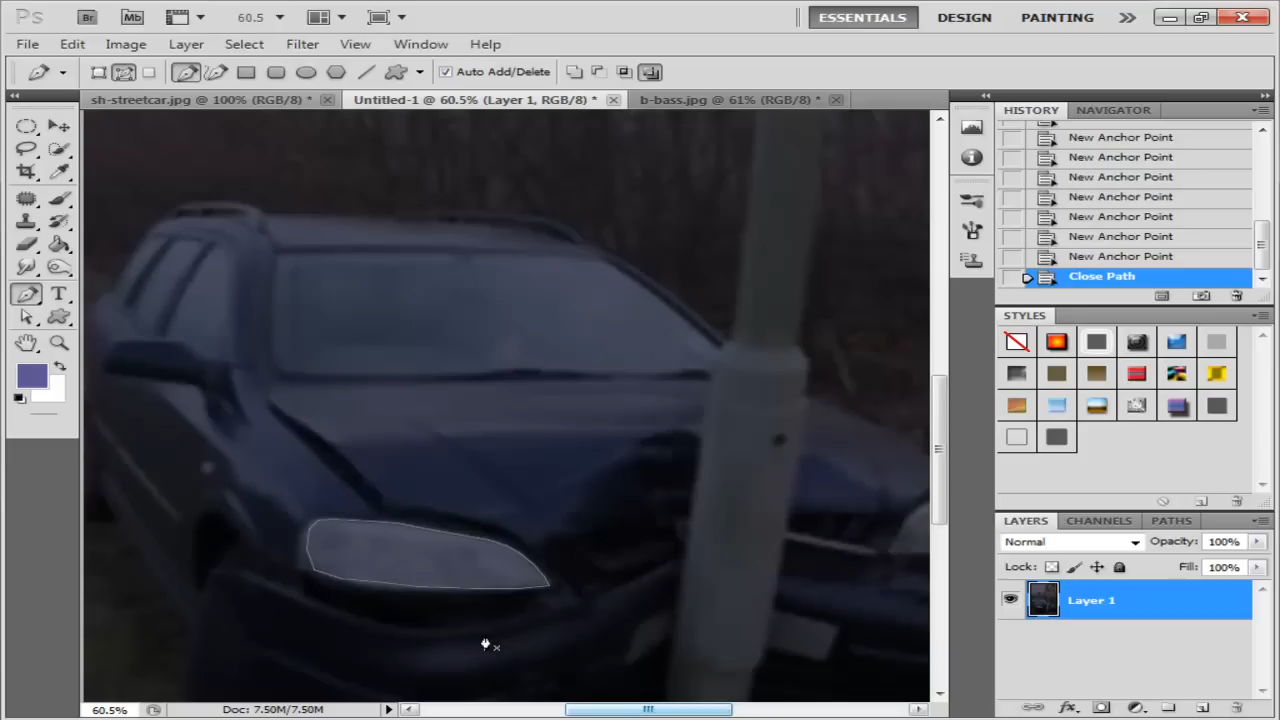 Ps Br Mb 60.5 ESSENTIALS DESIGN PAINTING
File Edit Image Layer Select Filter View Window Help
Auto Add/Delete
sh-streetcar.jpg @ 100% (RGB/8) * Untitled-1 @ 60.5% (Layer 1, RGB/8) * b-bass.jpg @ 61% (RGB/8) *
HISTORY NAVIGATOR
New Anchor Point
New Anchor Point
New Anchor Point
New Anchor Point
New Anchor Point
New Anchor Point
New Anchor Point
Close Path
STYLES
LAYERS CHANNELS PATHS
Normal Opacity: 100%
Lock: Fill: 100%
Layer 1
60.5% Doc: 7.50M/7.50M